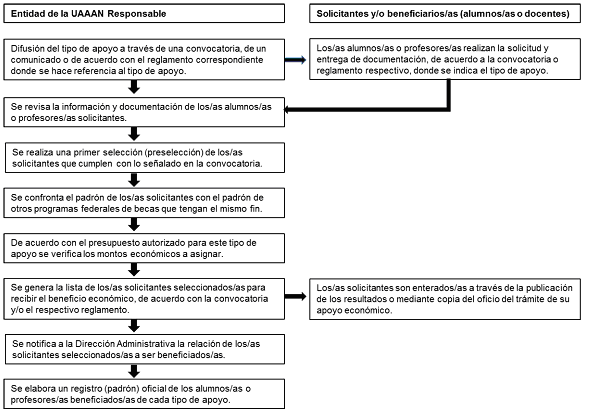 Entidad de la UAAAN Responsable
Solicitantes y/o beneficiarios/as (alumnos/as o docentes)
Difusión del tipo de apoyo a través de una convocatoria, de un
comunicado o de acuerdo con el reglamento correspondiente
donde se hace referencia al tipo de apoyo.
Los/as alumnos/as o profesores/as realizan la solicitud y
entrega de documentación, de acuerdo a la convocatoria o
reglamento respectivo, donde se indica el tipo de apoyo.
Se revisa la información y documentación de los/as alumnos/as
o profesores/as solicitantes.
Se realiza una primer selección (preselección) de los/as
solicitantes que cumplen con lo señalado en la convocatoria.
Se confronta el padrón de los/as solicitantes con el padrón de
otros programas federales de becas que tengan el mismo fin.
De acuerdo con el presupuesto autorizado para este tipo de
apoyo se verifica los montos económicos a asignar.
Se genera la lista de los/as solicitantes seleccionados/as para
recibir el beneficio económico, de acuerdo con la convocatoria
y/o el respectivo reglamento.
Los/as solicitantes son enterados/as a través de la publicación
de los resultados o mediante copia del oficio del trámite de su
apoyo económico.
Se notifica a la Dirección Administrativa la relación de los/as
solicitantes seleccionados/as a ser beneficiados/as.
Se elabora un registro (padrón) oficial de los alumnos/as o
profesores/as beneficiados/as de cada tipo de apoyo.